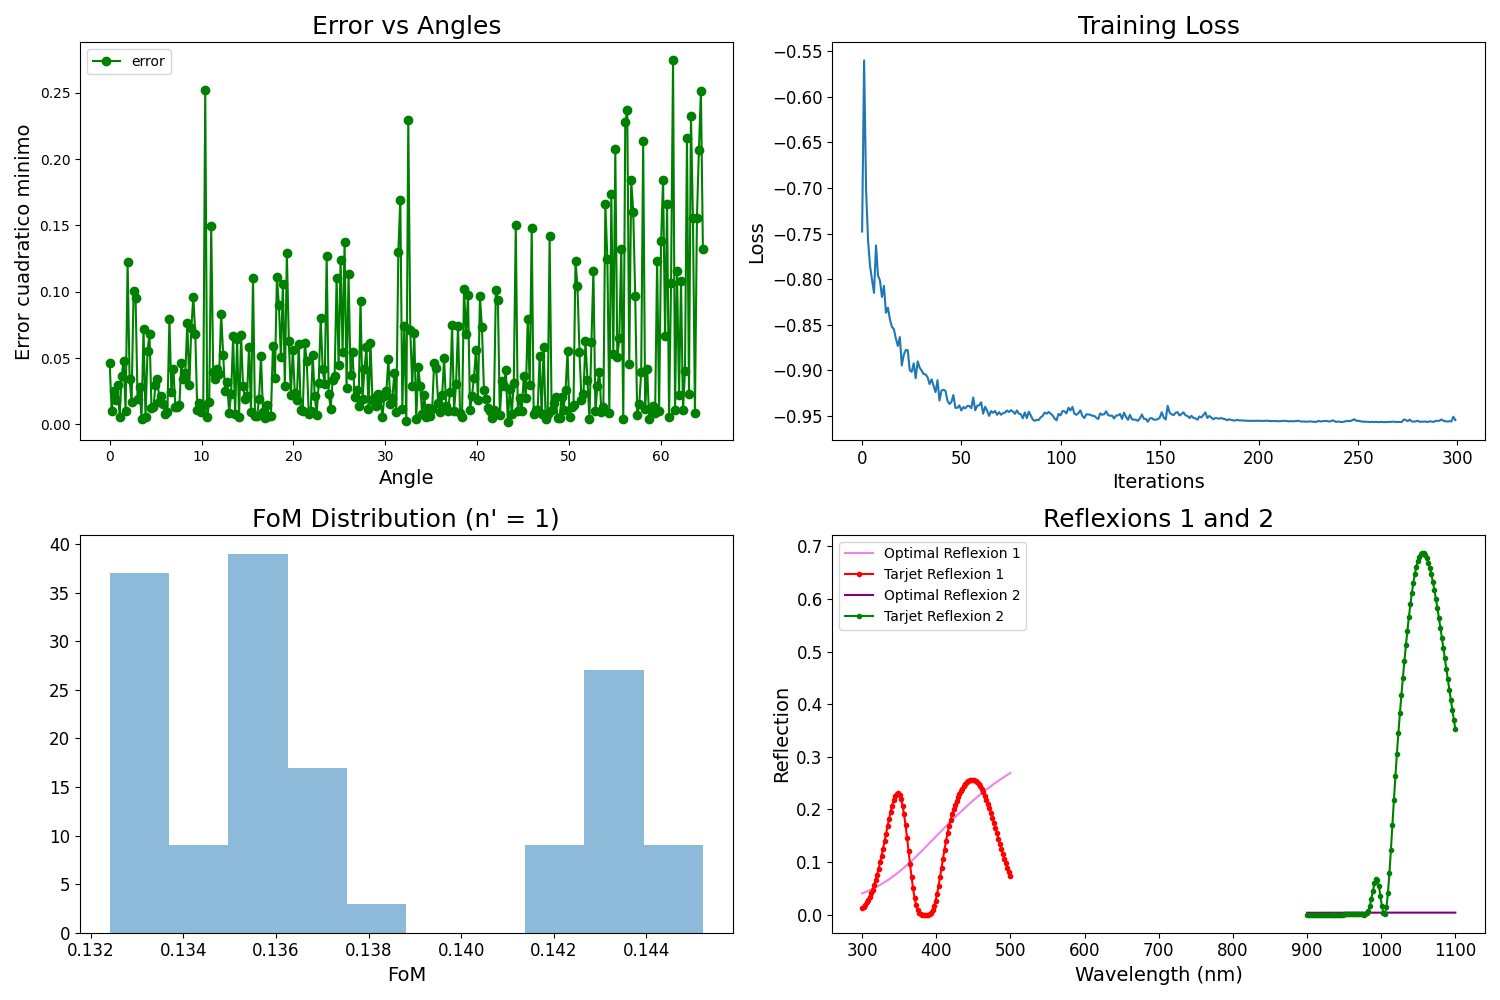 Error vs Angles
error
Error cuadratico minimo
0.25
0.20
0.15
0.10
0.05
0.00
0 10 20 30 40 50 60
Angle
Training Loss
Loss
−0.55
−0.60
−0.65
−0.70
−0.75
−0.80
−0.85
−0.90
−0.95
0 50 100 150 200 250 300
Iterations
FoM Distribution (n' = 1)
40
35
30
25
20
15
10
5
0
0.132 0.134 0.136 0.138 0.140 0.142 0.144
FoM
Reflexions 1 and 2
Optimal Reflexion 1
Tarjet Reflexion 1
Optimal Reflexion 2
Tarjet Reflexion 2
Reflection
0.7
0.6
0.5
0.4
0.3
0.2
0.1
0.0
300 400 500 600 700 800 900 1000 1100
Wavelength (nm)